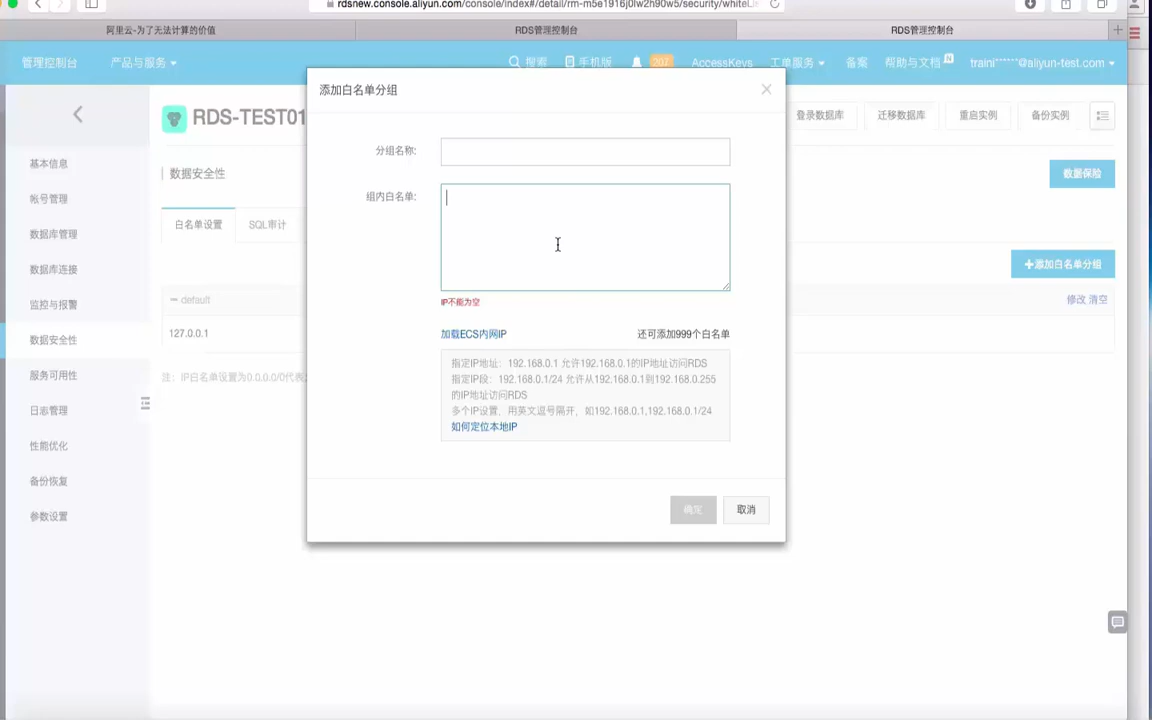 rdsnew.console.aliyun.com/console/index#/detail/rm-m5e1916j0lw2h90w5/security/whiteLis
阿里云-为了无法计算的价值
RDS管理控制台
RDS管理控制台
管理控制台
产品与服务
搜索
手机版
207
AccessKeys
工单服务
备案
帮助与文档
N
traini******@aliyun-test.com
RDS-TEST01
登录数据库
迁移数据库
重启实例
备份实例
基本信息
帐号管理
数据库管理
数据库连接
监控与报警
数据安全性
服务可用性
日志管理
性能优化
备份恢复
参数设置
数据安全性
数据保险
白名单设置
SQL审计
+添加白名单分组
default
修改 清空
127.0.0.1
注：IP白名单设置为0.0.0.0/0代表
添加白名单分组
分组名称:
组内白名单:
IP不能为空
加载ECS内网IP
还可添加999个白名单
指定IP地址：192.168.0.1 允许192.168.0.1的IP地址访问RDS
指定IP段：192.168.0.1/24 允许从192.168.0.1到192.168.0.255
的IP地址访问RDS
多个IP设置，用英文逗号隔开，如192.168.0.1,192.168.0.1/24
如何定位本地IP
确定
取消